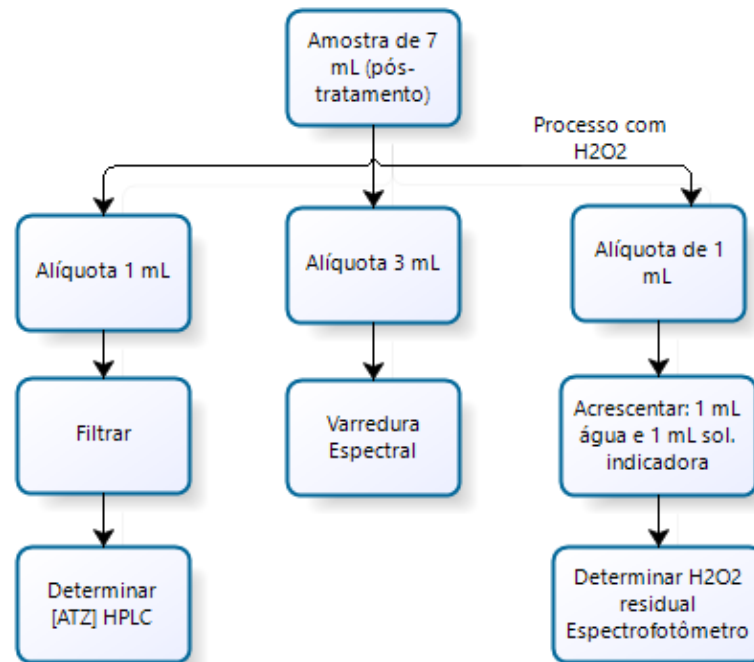 Amostra de 7
mL (pós-
tratamento)
Processo com
H2O2
Alíquota 1 mL
Alíquota 3 mL
Alíquota de 1
mL
Filtrar
Varredura
Espectral
Acrescentar: 1 mL
água e 1 mL sol.
indicadora
Determinar
[ATZ] HPLC
Determinar H2O2
residual
Espectrofotômetro